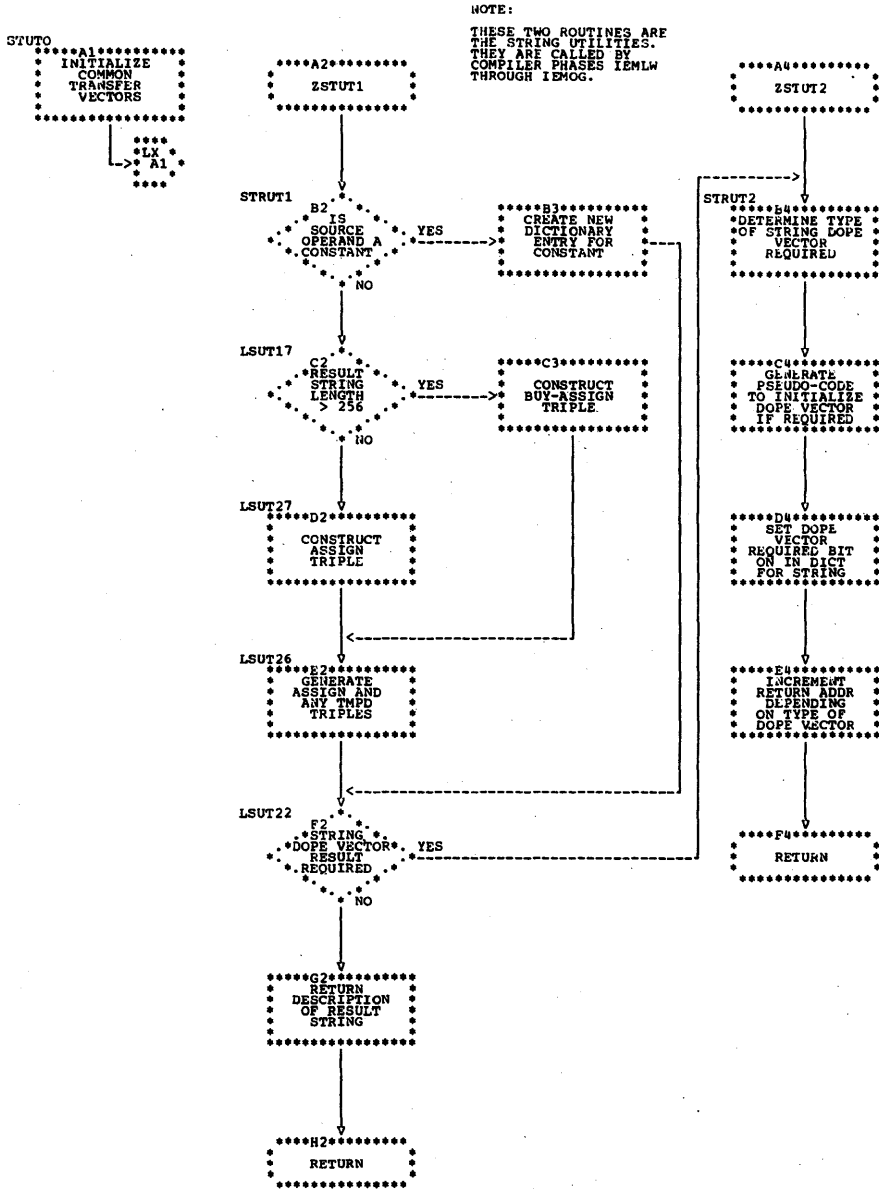 NOTE:
THESE TWO ROUTINES ARE
THE STRING UTILITIES.
THEY ARE CALLED BY
COMPILER PHASES IEMLW
THROUGH IEMOG.
STUT0
A1
INITIALIZE
COMMON
TRANSFER
VECTORS
LX
A1
A2
ZSTUT1
STRUT1
B2
IS
SOURCE
OPERAND A
CONSTANT
YES
NO
B3
CREATE NEW
DICTIONARY
ENTRY FOR
CONSTANT
LSUT17
C2
RESULT
STRING
LENGTH
> 256
YES
NO
C3
CONSTRUCT
BUY-ASSIGN
TRIPLE
LSUT27
D2
CONSTRUCT
ASSIGN
TRIPLE
LSUT26
E2
GENERATE
ASSIGN AND
ANY TMPD
TRIPLES
LSUT22
F2
STRING
DOPE VECTOR
RESULT
REQUIRED
YES
NO
G2
RETURN
DESCRIPTION
OF RESULT
STRING
H2
RETURN
A4
ZSTUT2
STRUT2
B4
DETERMINE TYPE
OF STRING DOPE
VECTOR
REQUIRED
C4
GENERATE
PSEUDO-CODE
TO INITIALIZE
DOPE VECTOR
IF REQUIRED
D4
SET DOPE
VECTOR
REQUIRED BIT
ON IN DICT
FOR STRING
E4
INCREMENT
RETURN ADDR
DEPENDING
ON TYPE OF
DOPE VECTOR
F4
RETURN